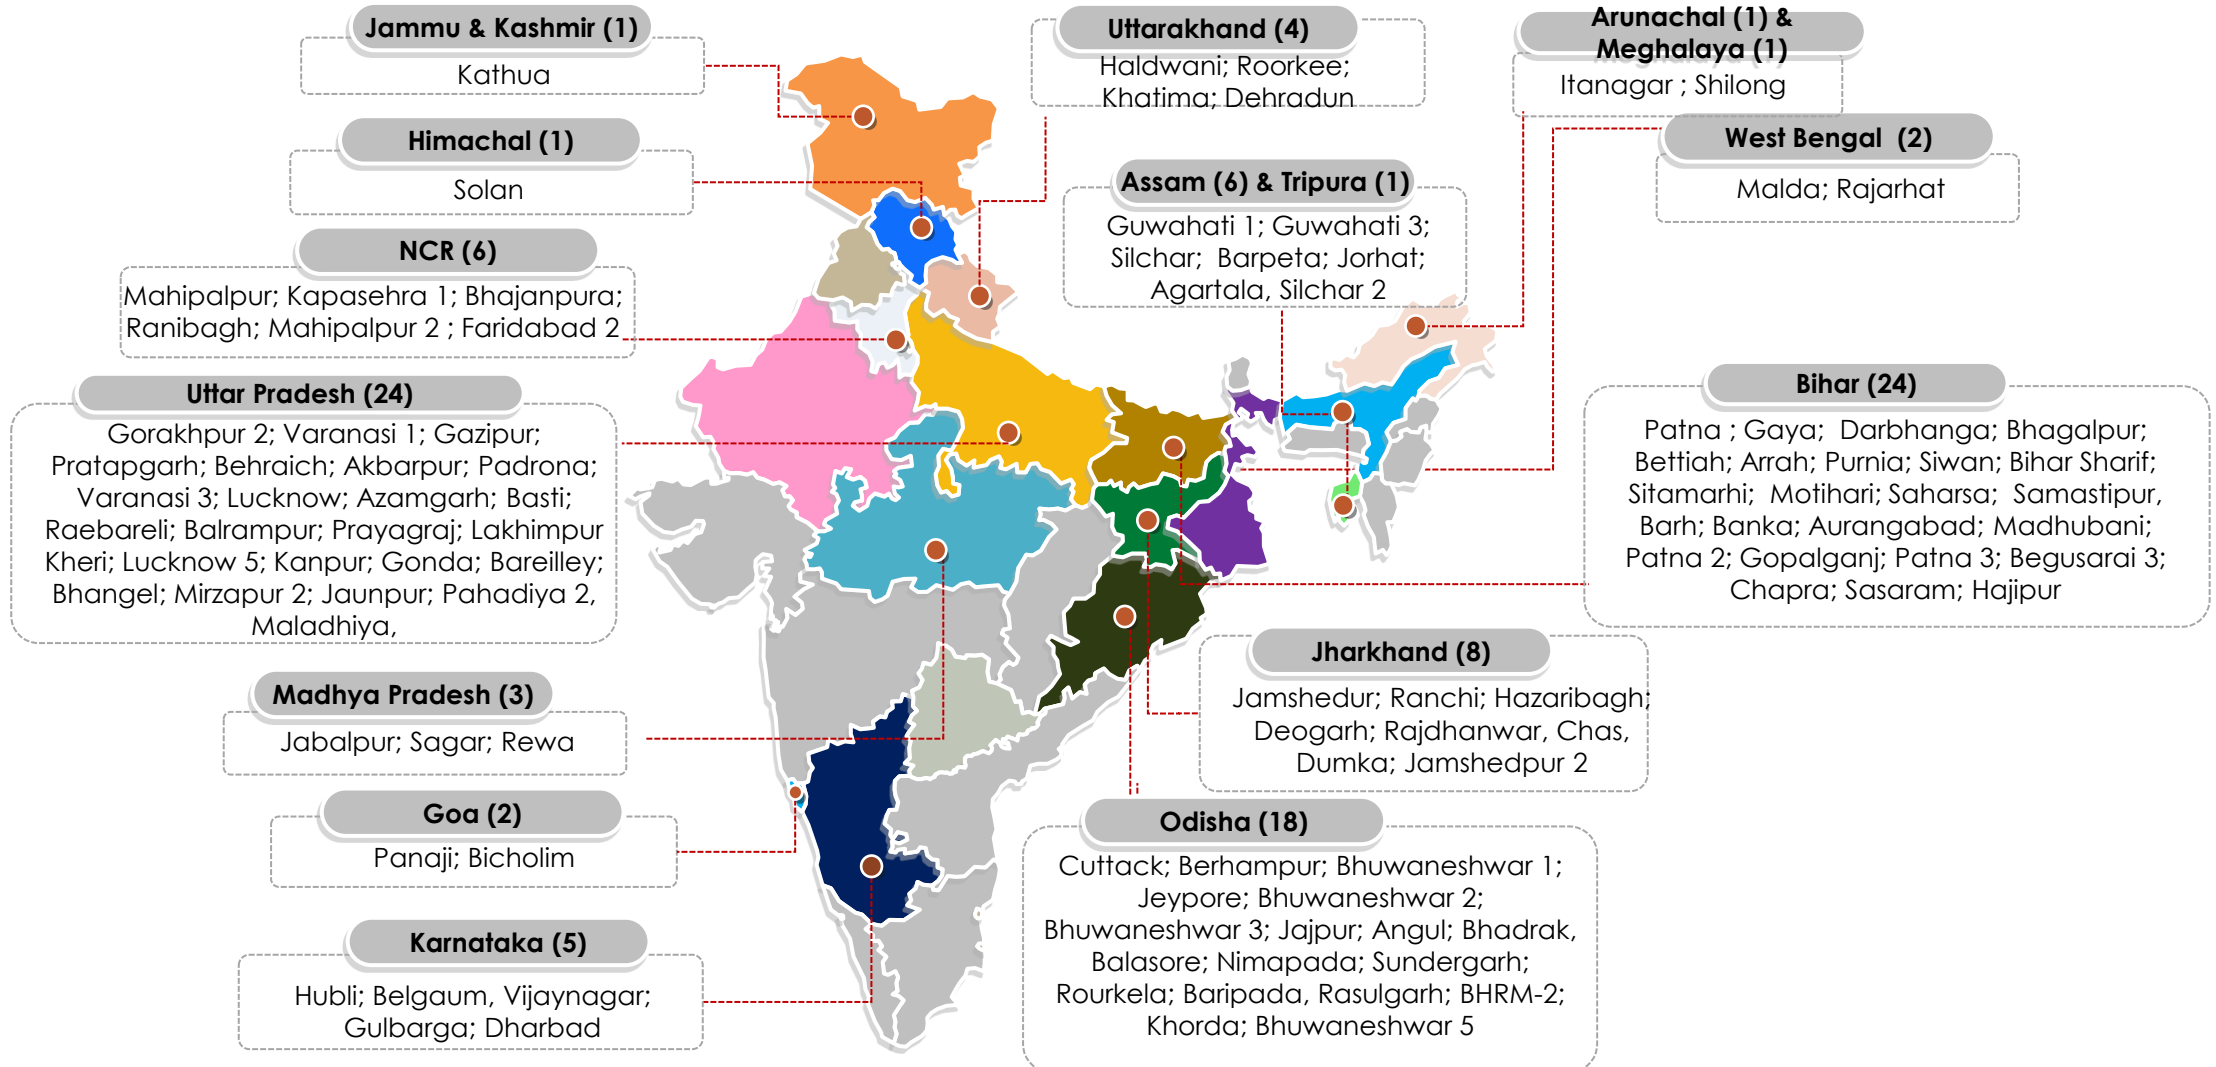 Jammu & Kashmir (1)
Kathua
Himachal (1)
Solan
NCR (6)
Mahipalpur; Kapasehra 1; Bhajanpura;
Ranibagh; Mahipalpur 2 ; Faridabad 2
Uttar Pradesh (24)
Gorakhpur 2; Varanasi 1; Gazipur;
Pratapgarh; Behraich; Akbarpur; Padrona;
Varanasi 3; Lucknow; Azamgarh; Basti;
Raebareli; Balrampur; Prayagraj; Lakhimpur
Kheri; Lucknow 5; Kanpur; Gonda; Bareilley;
Bhangel; Mirzapur 2; Jaunpur; Pahadiya 2,
Maladhiya,
Madhya Pradesh (3)
Jabalpur; Sagar; Rewa
Goa (2)
Panaji; Bicholim
Karnataka (5)
Hubli; Belgaum, Vijaynagar;
Gulbarga; Dharbad
Uttarakhand (4)
Haldwani; Roorkee;
Khatima; Dehradun
Assam (6) & Tripura (1)
Guwahati 1; Guwahati 3;
Silchar; Barpeta; Jorhat;
Agartala, Silchar 2
Arunachal (1) &
Meghalaya (1)
Itanagar ; Shilong
West Bengal (2)
Malda; Rajarhat
Bihar (24)
Patna ; Gaya; Darbhanga; Bhagalpur;
Bettiah; Arrah; Purnia; Siwan; Bihar Sharif;
Sitamarhi; Motihari; Saharsa; Samastipur,
Barh; Banka; Aurangabad; Madhubani;
Patna 2; Gopalganj; Patna 3; Begusarai 3;
Chapra; Sasaram; Hajipur
Jharkhand (8)
Jamshedur; Ranchi; Hazaribagh;
Deogarh; Rajdhanwar, Chas,
Dumka; Jamshedpur 2
Odisha (18)
Cuttack; Berhampur; Bhuwaneshwar 1;
Jeypore; Bhuwaneshwar 2;
Bhuwaneshwar 3; Jajpur; Angul; Bhadrak,
Balasore; Nimapada; Sundergarh;
Rourkela; Baripada, Rasulgarh; BHRM-2;
Khorda; Bhuwaneshwar 5